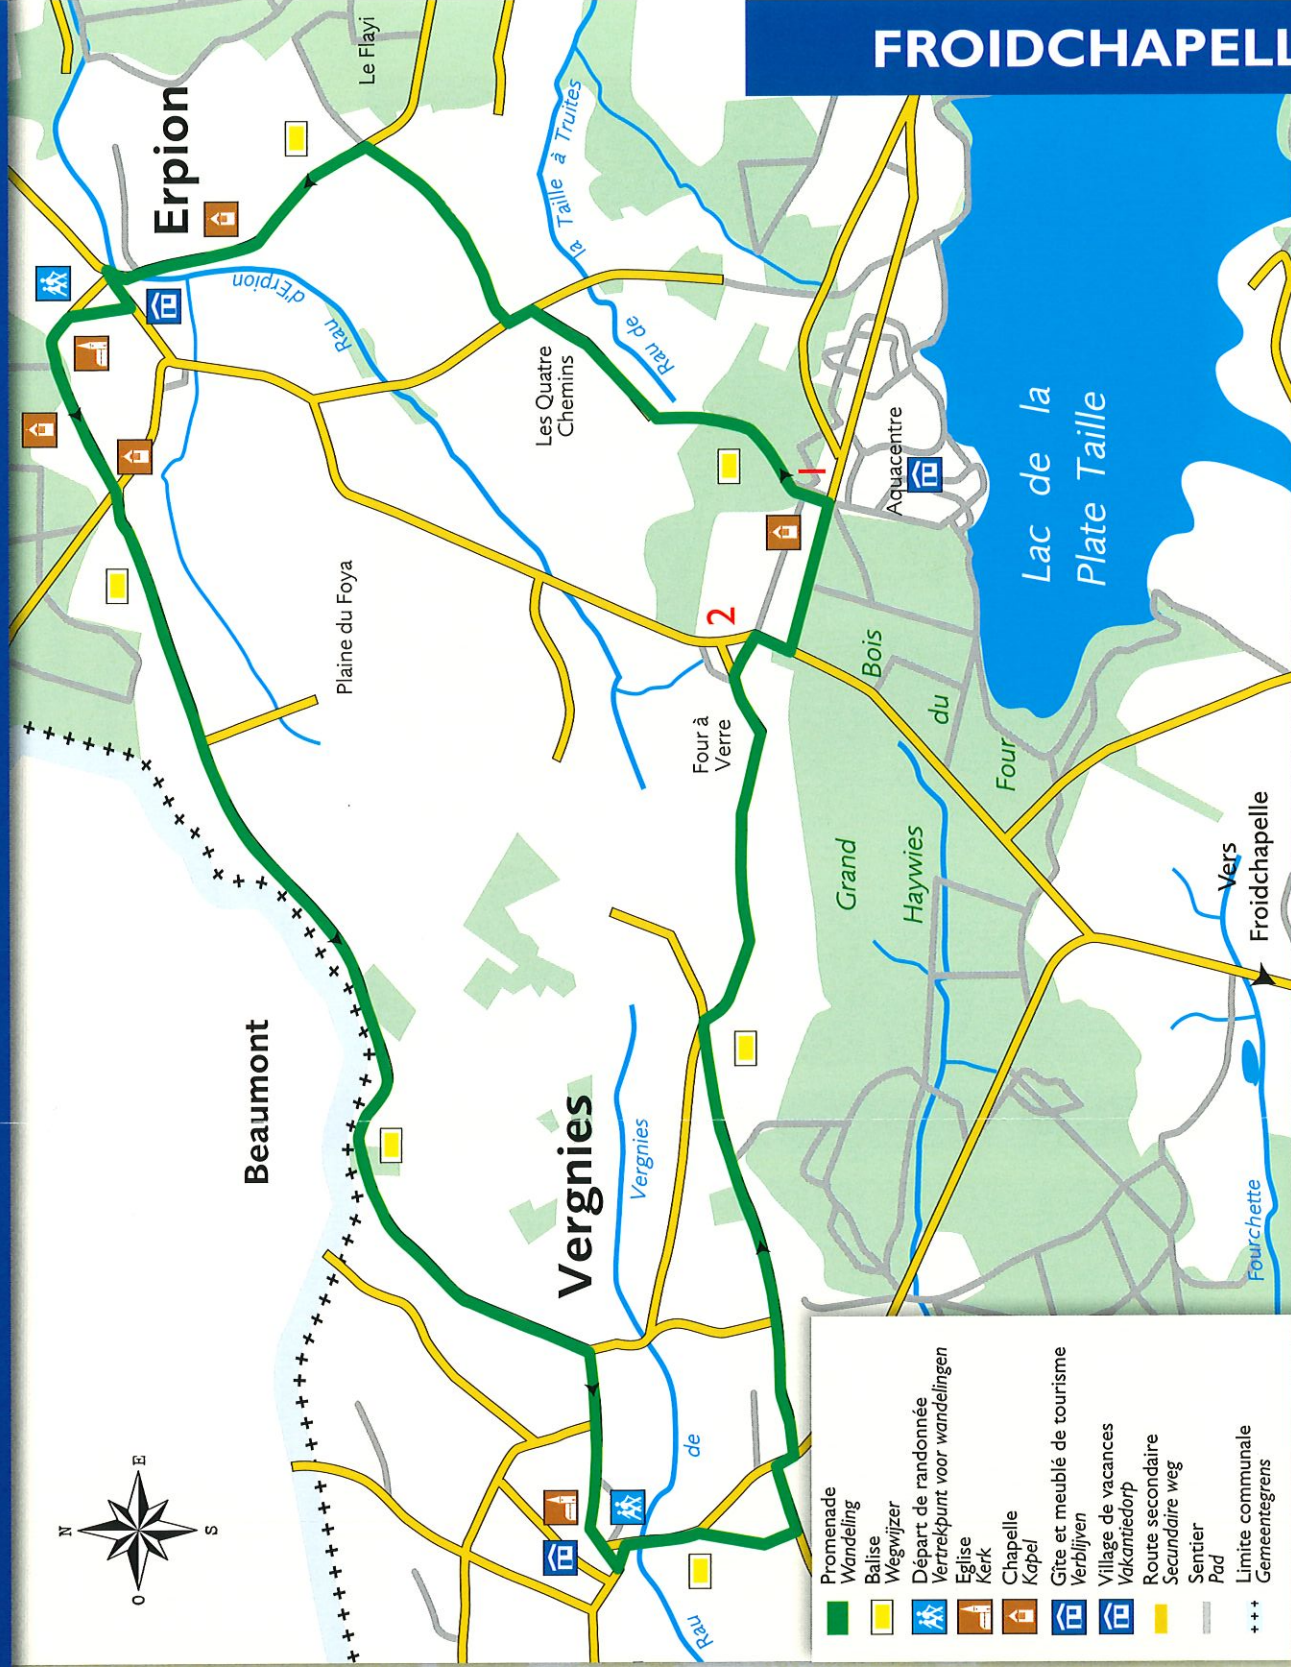 FROIDCHAPELL
Le Flayi
Erpion
Rau
d'Erpion
Rau de
la Taille à Truites
Les Quatre
Chemins
Plaine du Foya
1
2
Aquacentre
Lac de la
Plate Taille
Four à
Verre
Grand
Bois
du
Four
Haywies
Vers
Froidchapelle
Beaumont
Vergnies
Rau
de
Vergnies
Fourchette
N
E
S
O
Promenade
Wandeling
Balise
Wegwijzer
Départ de randonnée
Vertrekpunt voor wandelingen
Eglise
Kerk
Chapelle
Kapel
Gîte et meublé de tourisme
Verblijven
Village de vacances
Vakantiedorp
Route secondaire
Secundaire weg
Sentier
Pad
Limite communale
Gemeentegrens